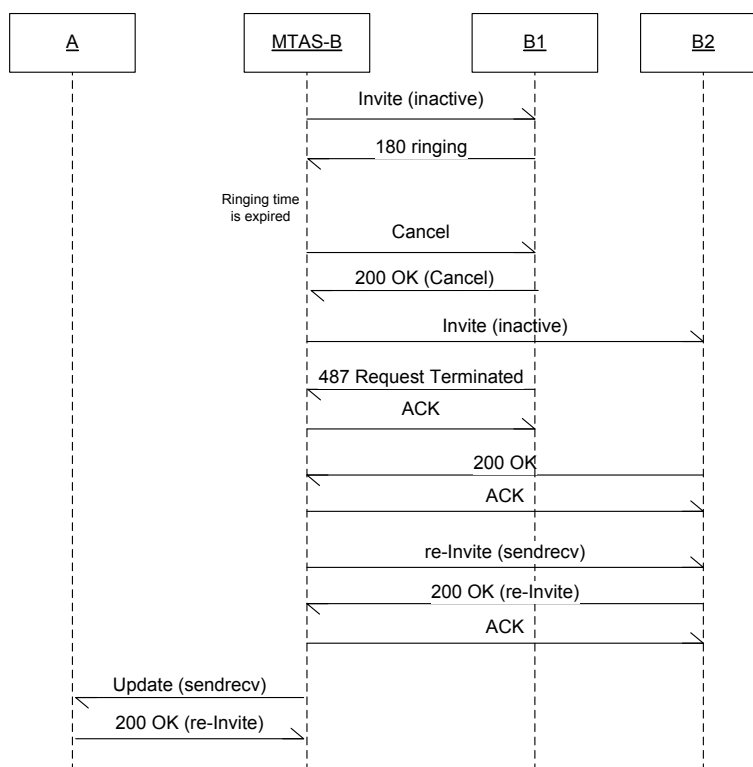 A
MTAS-B
B1
B2
Invite (inactive)
180 ringing
Ringing time
is expired
Cancel
200 OK (Cancel)
Invite (inactive)
487 Request Terminated
ACK
200 OK
ACK
re-Invite (sendrecv)
200 OK (re-Invite)
ACK
Update (sendrecv)
200 OK (re-Invite)